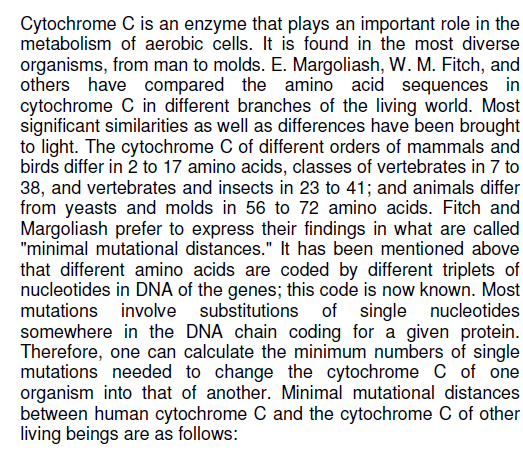 Cytochrome C is an enzyme that plays an important role in the
metabolism of aerobic cells. It is found in the most diverse
organisms, from man to molds. E. Margoliash, W. M. Fitch, and
others have compared the amino acid sequences in
cytochrome C in different branches of the living world. Most
significant similarities as well as differences have been brought
to light. The cytochrome C of different orders of mammals and
birds differ in 2 to 17 amino acids, classes of vertebrates in 7 to
38, and vertebrates and insects in 23 to 41; and animals differ
from yeasts and molds in 56 to 72 amino acids. Fitch and
Margoliash prefer to express their findings in what are called
"minimal mutational distances." It has been mentioned above
that different amino acids are coded by different triplets of
nucleotides in DNA of the genes; this code is now known. Most
mutations involve substitutions of single nucleotides
somewhere in the DNA chain coding for a given protein.
Therefore, one can calculate the minimum numbers of single
mutations needed to change the cytochrome C of one
organism into that of another. Minimal mutational distances
between human cytochrome C and the cytochrome C of other
living beings are as follows: